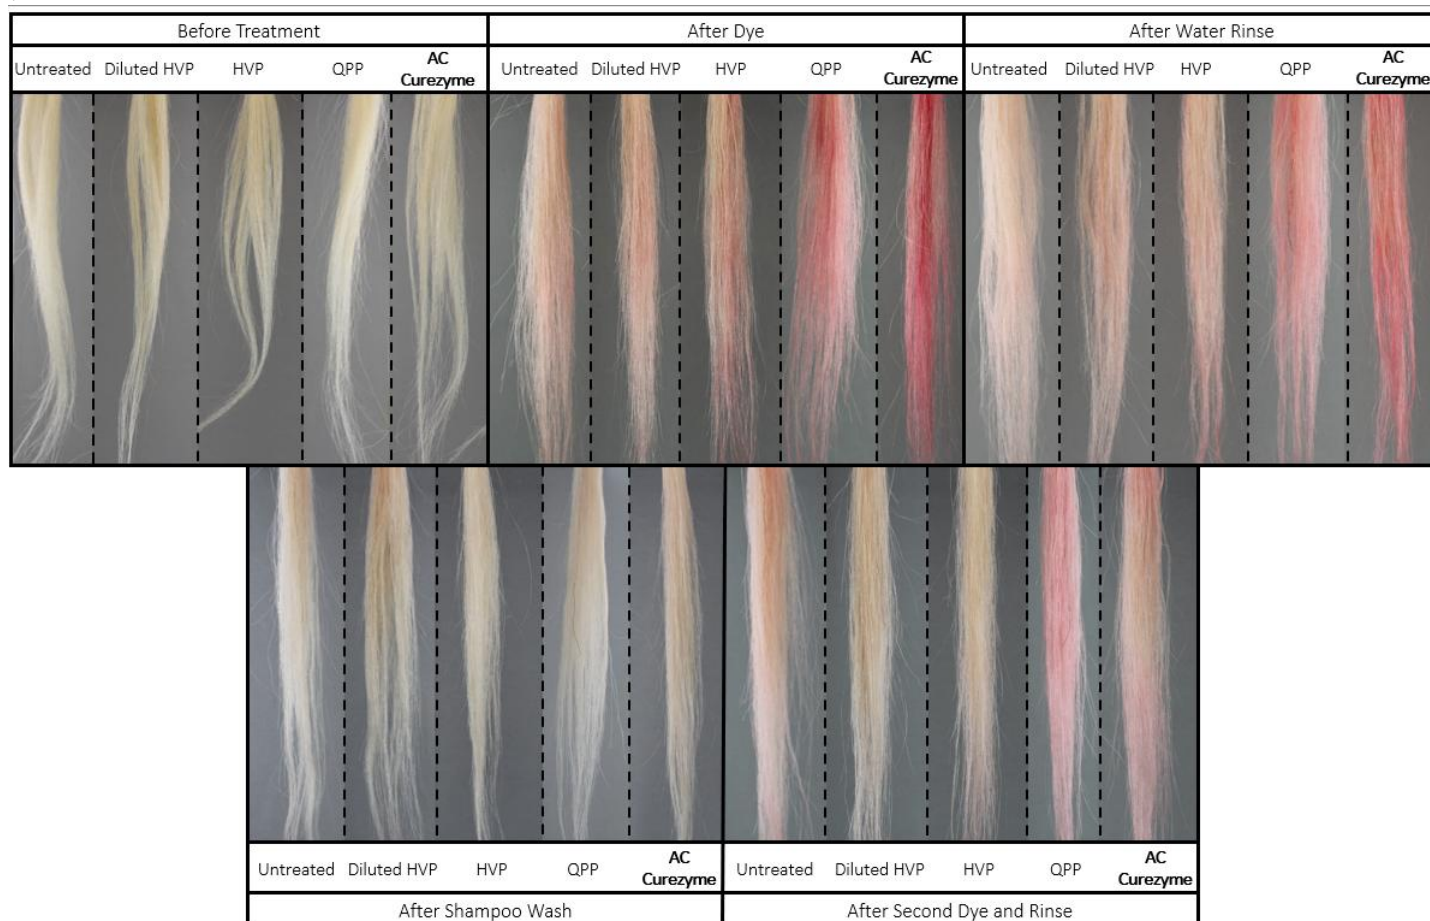 Before Treatment
After Dye
After Water Rinse
Untreated Diluted HVP HVP QPP AC Curezyme
Untreated Diluted HVP HVP QPP AC Curezyme
Untreated Diluted HVP HVP QPP AC Curezyme
Untreated Diluted HVP HVP QPP AC Curezyme
Untreated Diluted HVP HVP QPP AC Curezyme
After Shampoo Wash
After Second Dye and Rinse